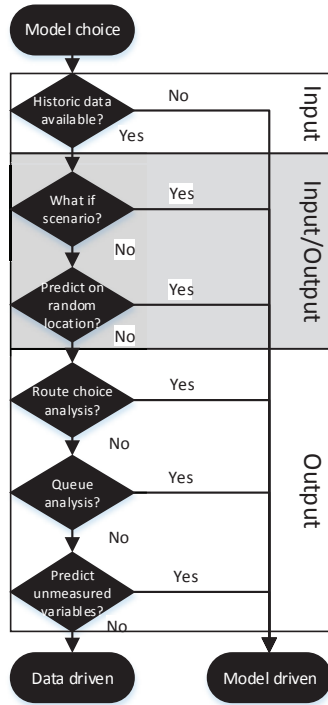 Model choice
Historic data
available?
No
Yes
Input
What if
scenario?
Yes
No
Input/Output
Predict on
random
location?
Yes
No
Route choice
analysis?
Yes
No
Queue
analysis?
Yes
No
Output
Predict
unmeasured
variables?
Yes
No
Data driven
Model driven